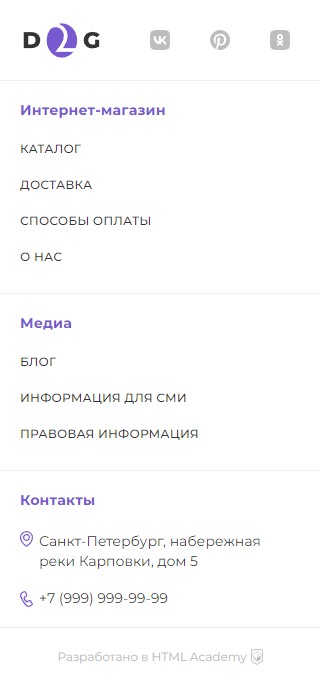 D2G
Интернет-магазин
КАТАЛОГ
ДОСТАВКА
СПОСОБЫ ОПЛАТЫ
О НАС
Медиа
БЛОГ
ИНФОРМАЦИЯ ДЛЯ СМИ
ПРАВОВАЯ ИНФОРМАЦИЯ
Контакты
Санкт-Петербург, набережная
реки Карповки, дом 5
+7 (999) 999-99-99
Разработано в HTML Academy